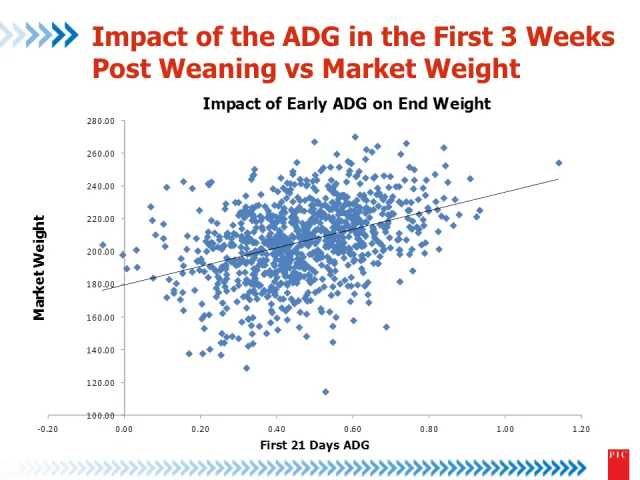 Impact of the ADG in the First 3 Weeks
Post Weaning vs Market Weight
Impact of Early ADG on End Weight
280.00
260.00
240.00
220.00
200.00
180.00
160.00
140.00
120.00
100.00
Market Weight
-0.20 0.00 0.20 0.40 0.60 0.80 1.00 1.20
First 21 Days ADG
PIC